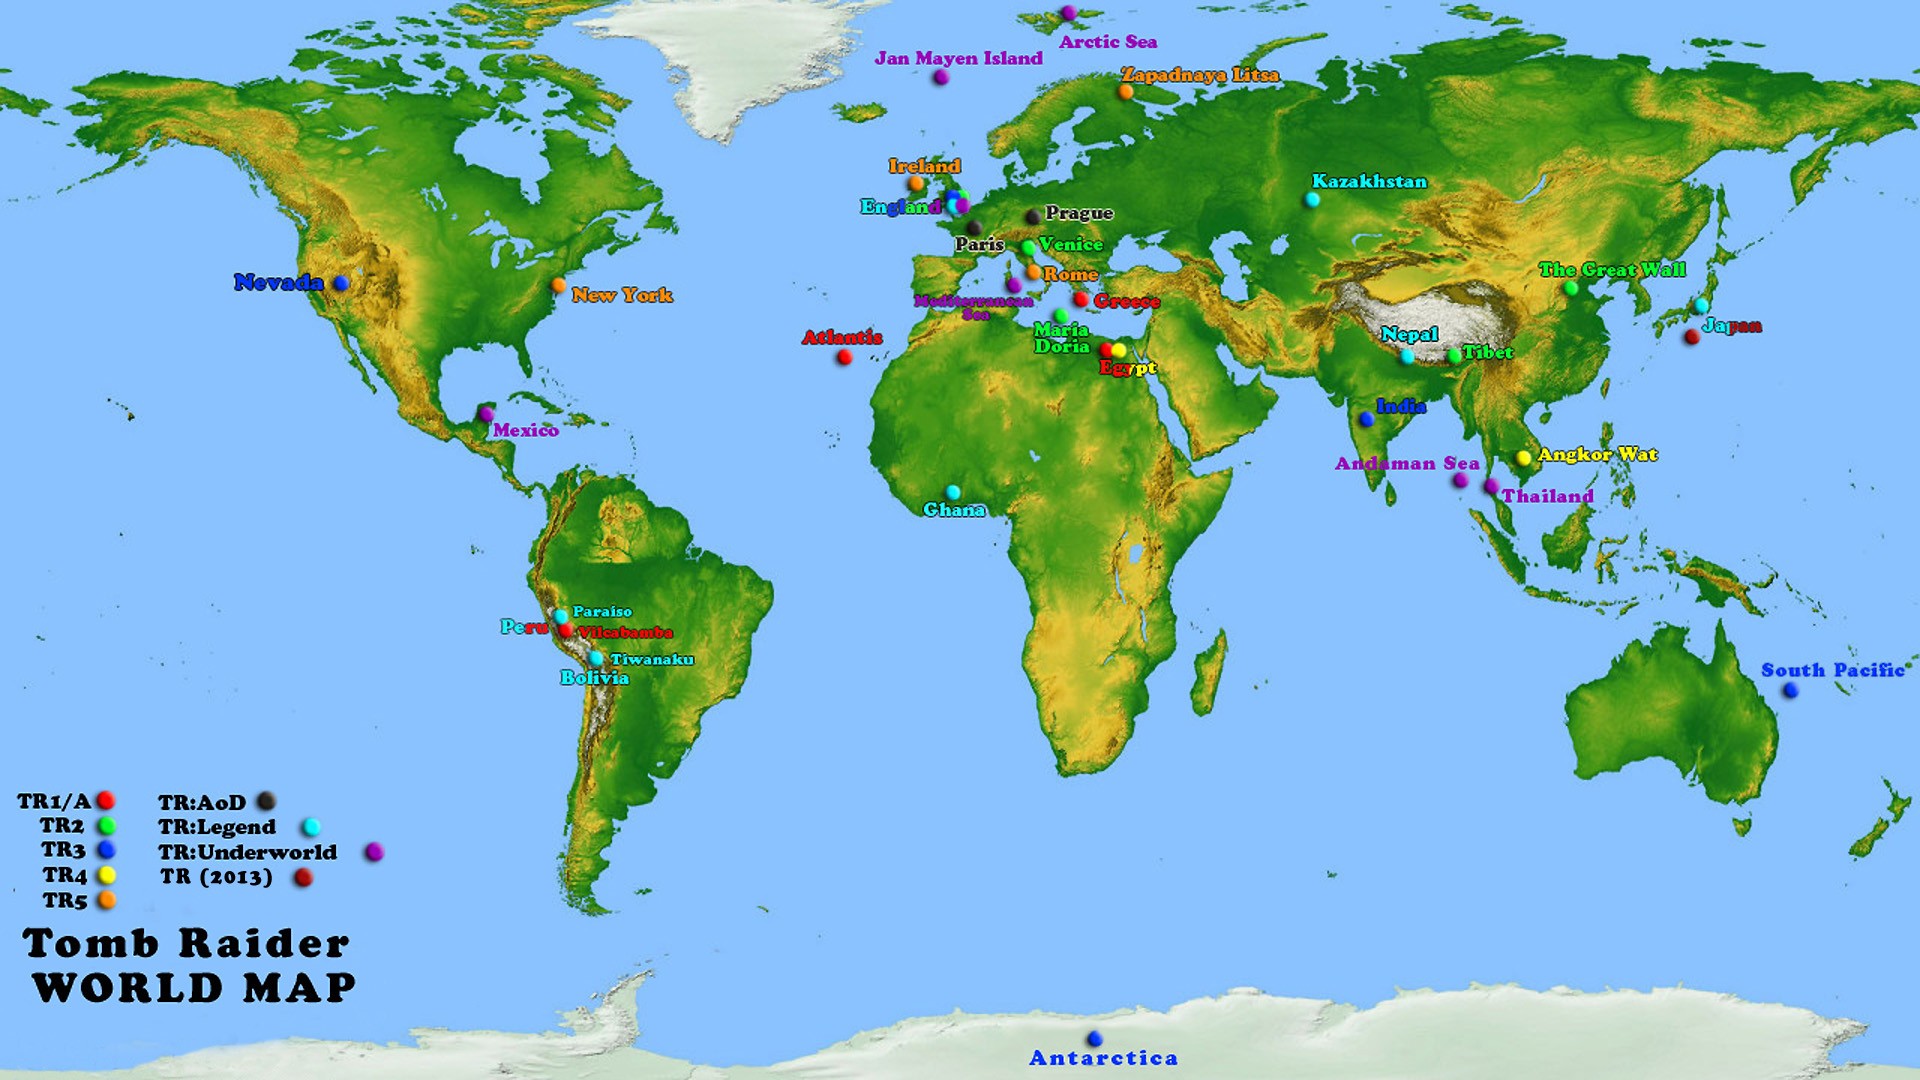 Arctic Sea
Jan Mayen Island
Zapadnaya Litsa
Ireland
Kazakhstan
England
Prague
Paris
Venice
The Great Wall
Rome
Nevada
New York
Mediterranean
Sea
Greece
Maria
Doria
Japan
Atlantis
Nepal
Tibet
Egypt
India
Mexico
Angkor Wat
Andaman Sea
Thailand
Ghana
Paraíso
Peru
Vilcabamba
Tiwanaku
Bolivia
South Pacific
TR1/A
TR2
TR3
TR4
TR5
TR:AoD
TR:Legend
TR:Underworld
TR (2013)
Tomb Raider
WORLD MAP
Antarctica